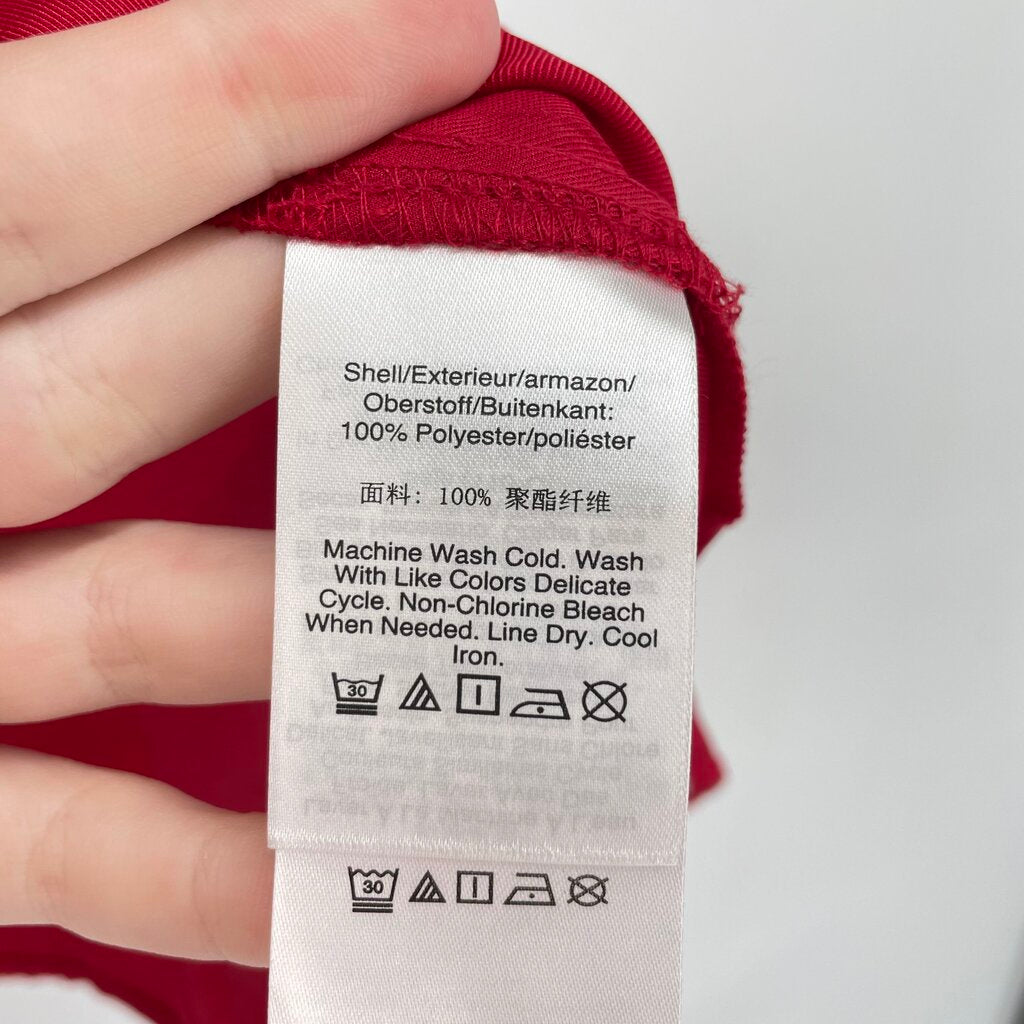 Shell/Exterieur/armazon/
Oberstoff/Buitenkant:
100% Polyester/poliéster
面料: 100% 聚酯纤维
Machine Wash Cold. Wash
With Like Colors Delicate
Cycle. Non-Chlorine Bleach
When Needed. Line Dry. Cool
Iron.
30
30